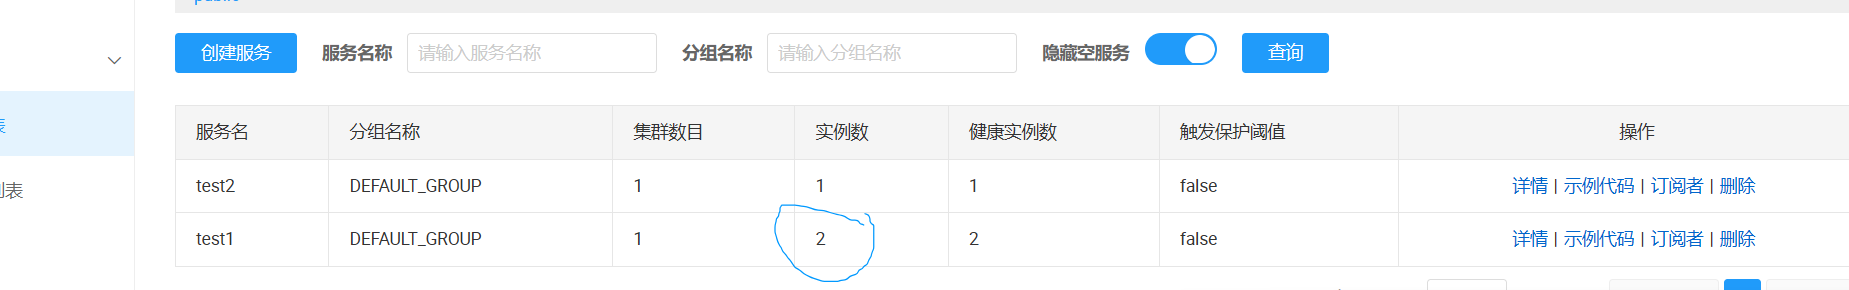 创建服务 服务名称 请输入服务名称 分组名称 请输入分组名称 隐藏空服务 查询
服务名 分组名称 集群数目 实例数 健康实例数 触发保护阈值 操作
表
test2 DEFAULT_GROUP 1 1 1 false 详情 | 示例代码 | 订阅者 | 删除
列表
test1 DEFAULT_GROUP 1 2 2 false 详情 | 示例代码 | 订阅者 | 删除